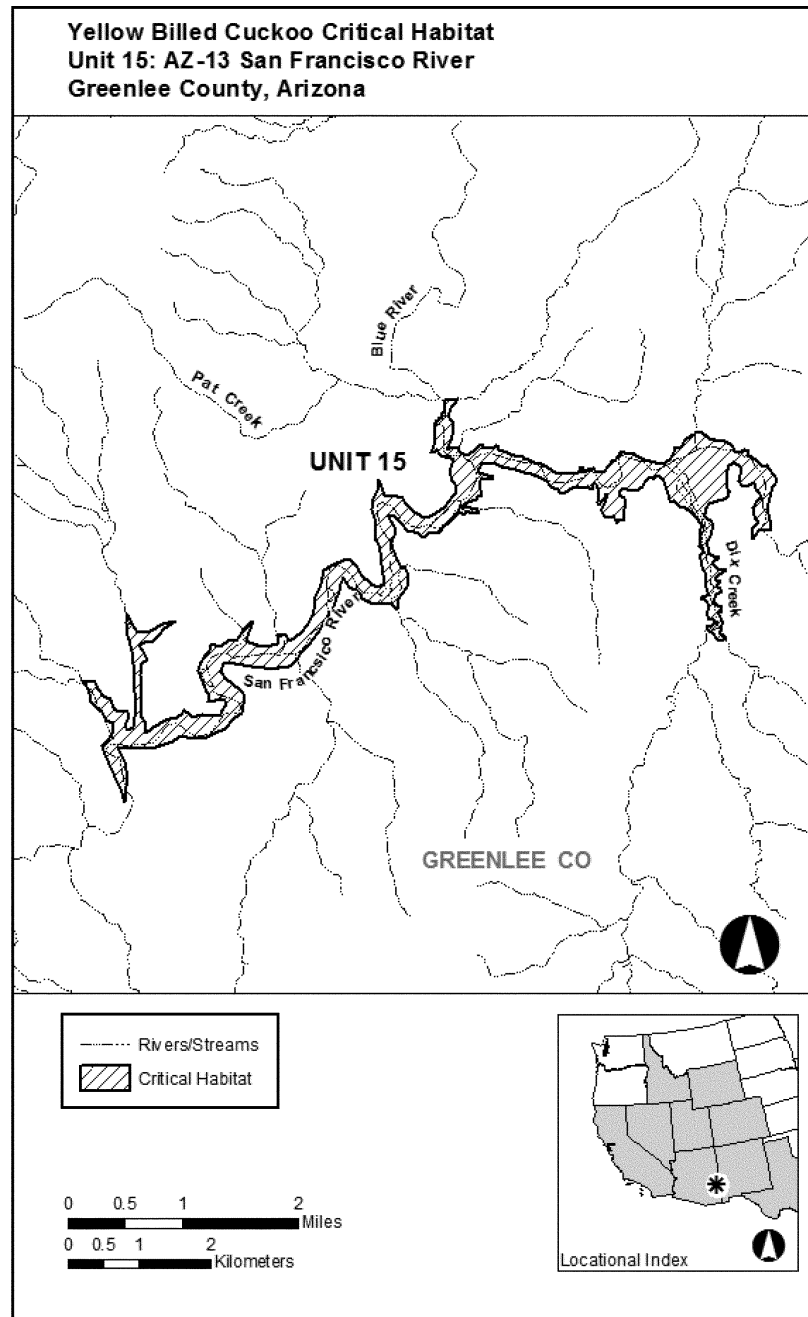 Yellow Billed Cuckoo Critical Habitat
Unit 15: AZ-13 San Francisco River
Greenlee County, Arizona
Blue River
Pat Creek
UNIT 15
Dix Creek
San Francsico River
GREENLEE CO
Rivers/Streams
Critical Habitat
0 0.5 1 2
Miles
0 0.5 1 2
Kilometers
Locational Index